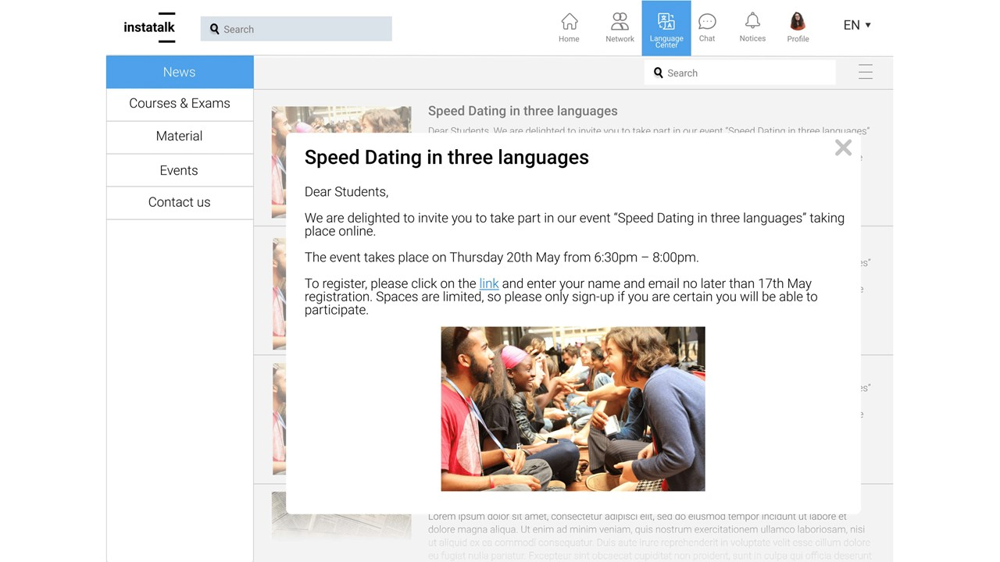 instatalk
Search
Home
Network
Language
Center
Chat
Notices
Profile
EN
News
Courses & Exams
Material
Events
Contact us
Search
Speed Dating in three languages
Dear Students, We are delighted to invite you to take part in our event “Speed Dating in three languages”
Speed Dating in three languages
Dear Students,
We are delighted to invite you to take part in our event “Speed Dating in three languages” taking
place online.
The event takes place on Thursday 20th May from 6:30pm – 8:00pm.
To register, please click on the link and enter your name and email no later than 17th May
registration. Spaces are limited, so please only sign-up if you are certain you will be able to
participate.
Lorem ipsum dolor sit amet, consectetur adipisci elit, sed do eiusmod tempor incidunt ut labore et
dolore magna aliqua. Ut enim ad minim veniam, quis nostrum exercitationem ullamco laboriosam, nisi
ut aliquid ex ea commodi consequatur. Duis aute irure reprehenderit in voluptate velit esse cillum dolore
eu fugiat nulla pariatur. Excepteur sint obcaecat cupiditat non proident, sunt in culpa qui officia deserunt